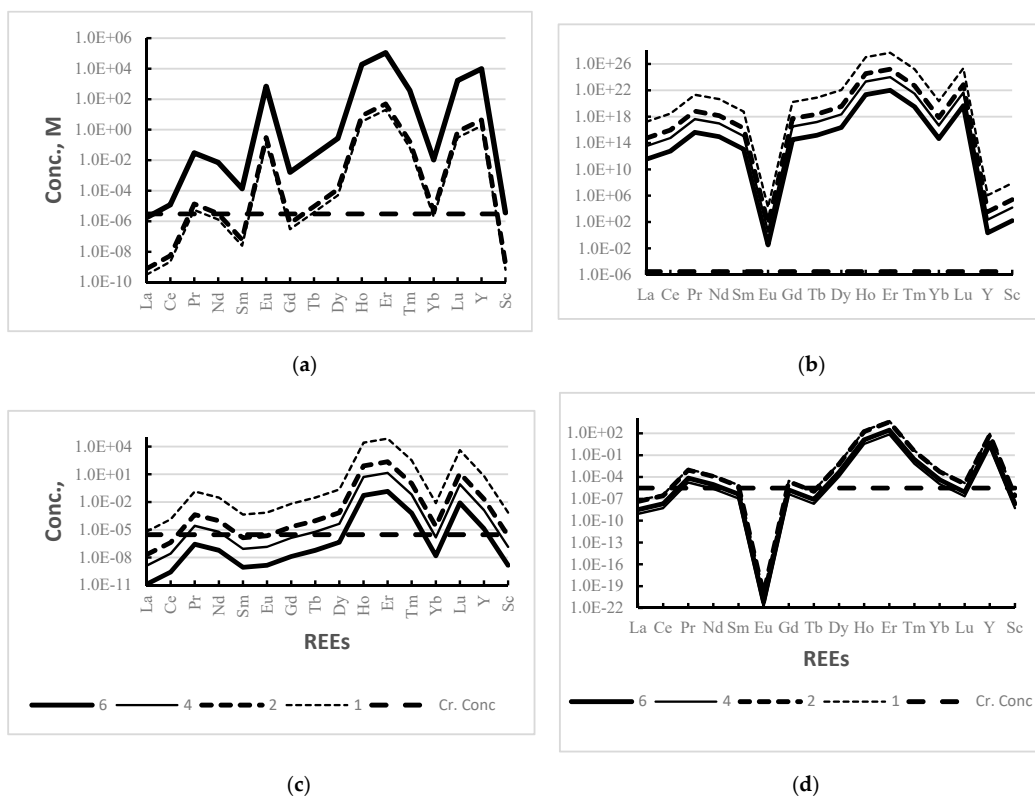 Conc., M
1.0E+06
1.0E+04
1.0E+02
1.0E+00
1.0E-02
1.0E-04
1.0E-06
1.0E-08
1.0E-10
La Ce Pr Nd Sm Eu Gd Tb Dy Ho Er Tm Yb Lu Y Sc
(a)
1.0E+26
1.0E+22
1.0E+18
1.0E+14
1.0E+10
1.0E+06
1.0E+02
1.0E-02
1.0E-06
La Ce Pr Nd Sm Eu Gd Tb Dy Ho Er Tm Yb Lu Y Sc
(b)
Conc.,
1.0E+04
1.0E+01
1.0E-02
1.0E-05
1.0E-08
1.0E-11
La Ce Pr Nd Sm Eu Gd Tb Dy Ho Er Tm Yb Lu Y Sc
REEs
6 4 2 1 Cr. Conc
(c)
1.0E+02
1.0E-01
1.0E-04
1.0E-07
1.0E-10
1.0E-13
1.0E-16
1.0E-19
1.0E-22
La Ce Pr Nd Sm Eu Gd Tb Dy Ho Er Tm Yb Lu Y Sc
REEs
6 4 2 1 Cr. Conc
(d)